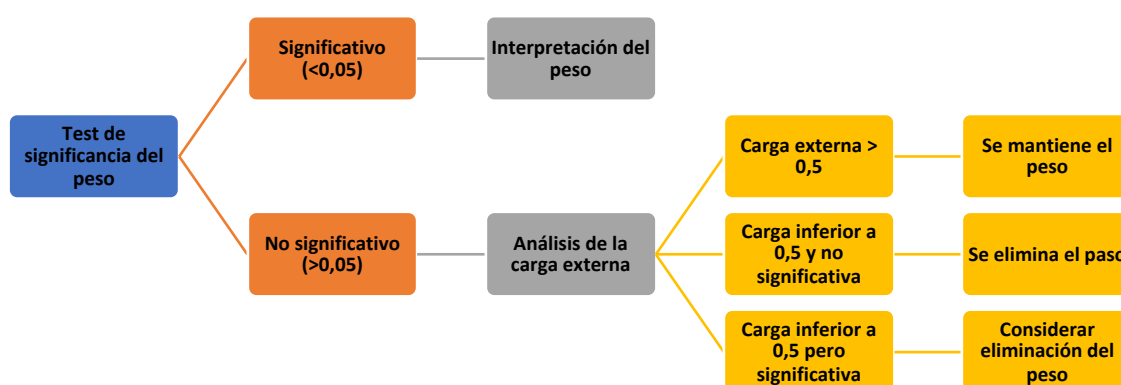 Test de
significancia del
peso
Significativo
(<0,05)
Interpretación del
peso
No significativo
(>0,05)
Análisis de la
carga externa
Carga externa >
0,5
Se mantiene el
peso
Carga inferior a
0,5 y no
significativa
Se elimina el paso
Carga inferior a
0,5 pero
significativa
Considerar
eliminación del
peso